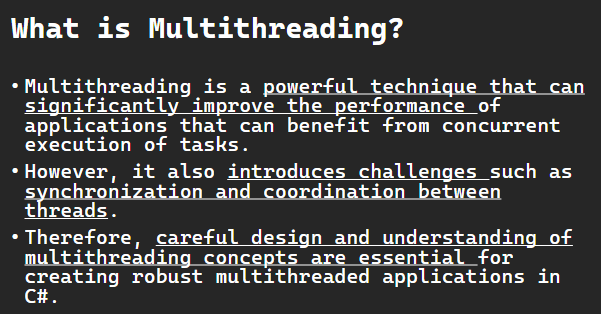 What is Multithreading?
• Multithreading is a powerful technique that can
significantly improve the performance of
applications that can benefit from concurrent
execution of tasks.
• However, it also introduces challenges such as
synchronization and coordination between
threads.
• Therefore, careful design and understanding of
multithreading concepts are essential for
creating robust multithreaded applications in
C#.